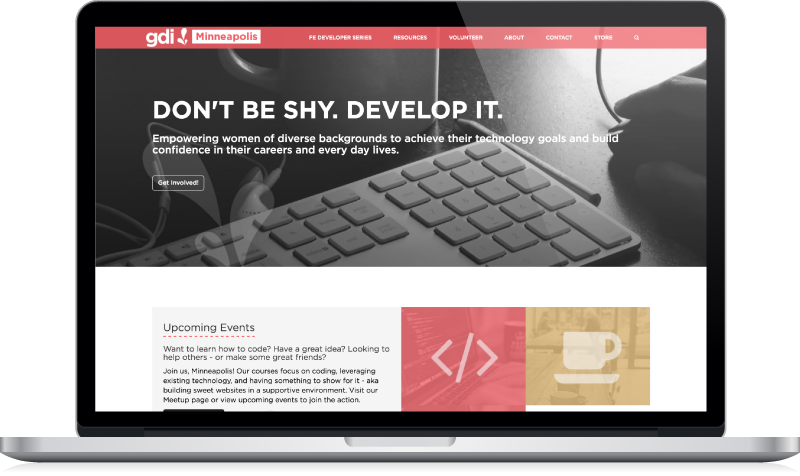 gdi Minneapolis FE DEVELOPER SERIES RESOURCES VOLUNTEER ABOUT CONTACT STORE
DON'T BE SHY. DEVELOP IT.
Empowering women of diverse backgrounds to achieve their technology goals and build
confidence in their careers and every day lives.
Get Involved!
Upcoming Events
Want to learn how to code? Have a great idea? Looking to
help others - or make some great friends?
Join us, Minneapolis! Our courses focus on coding, leveraging
existing technology, and having something to show for it - aka
building sweet websites in a supportive environment. Visit our
Meetup page or view upcoming events to join the action.